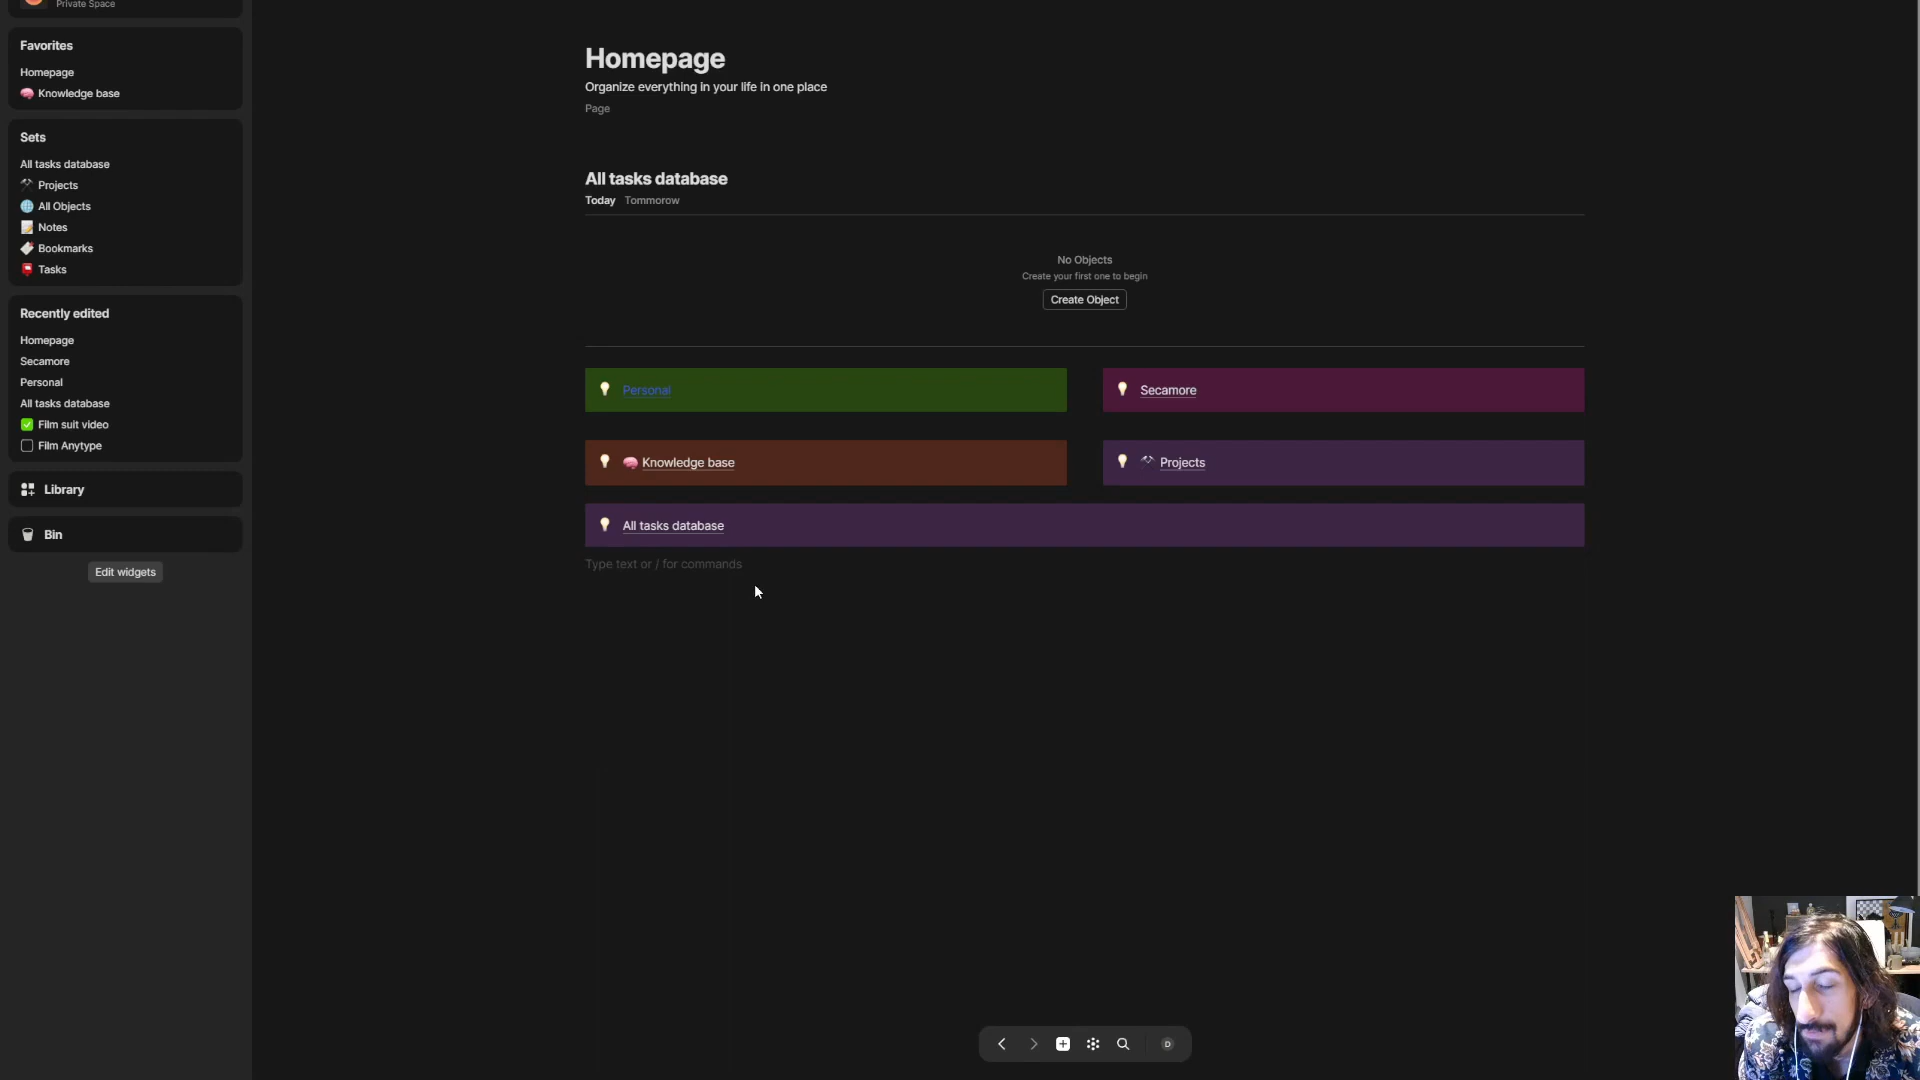 Private Space
Favorites
Homepage
Knowledge base
Sets
All tasks database
Projects
All Objects
Notes
Bookmarks
Tasks
Recently edited
Homepage
Secamore
Personal
All tasks database
Film suit video
Film Anytype
Library
Bin
Edit widgets
Homepage
Organize everything in your life in one place
Page
All tasks database
Today Tommorow
No Objects
Create your first one to begin
Create Object
Personal
Secamore
Knowledge base
Projects
All tasks database
Type text or / for commands
D